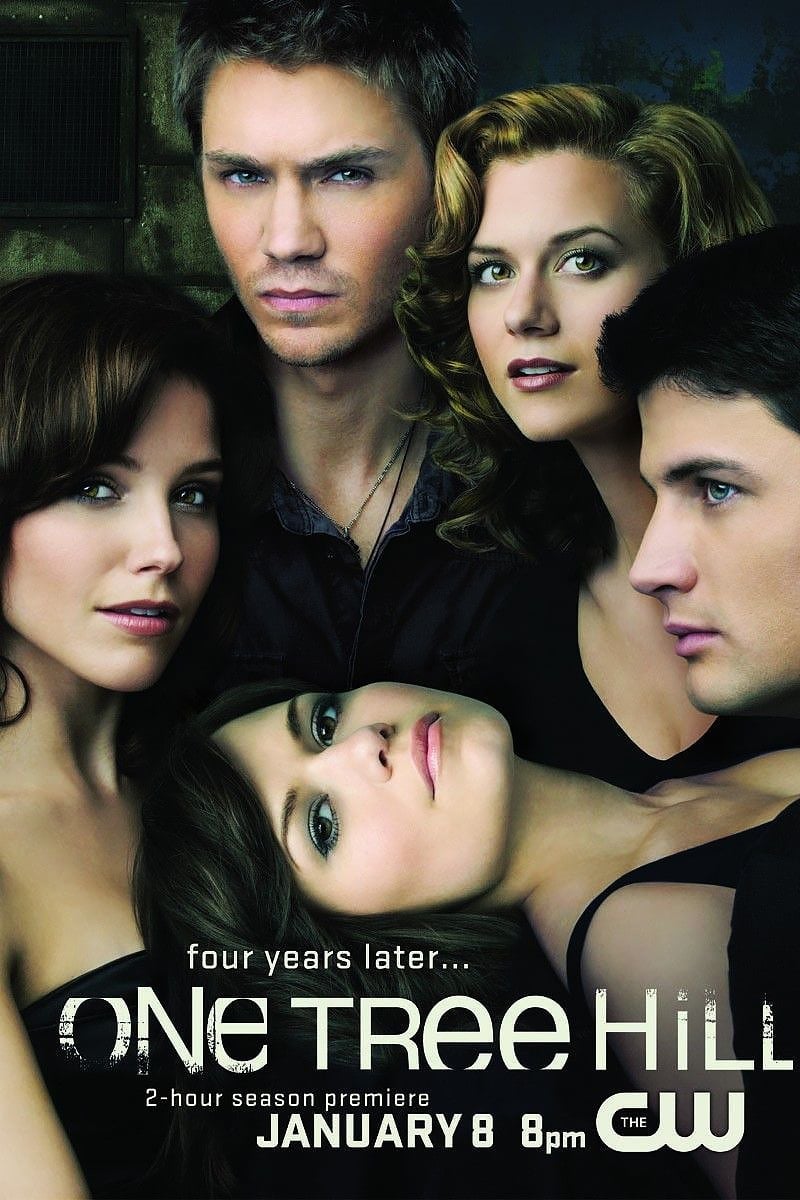 four years later...
ONE TREE HILL
2-hour season premiere
JANUARY 8 8pm THE CW